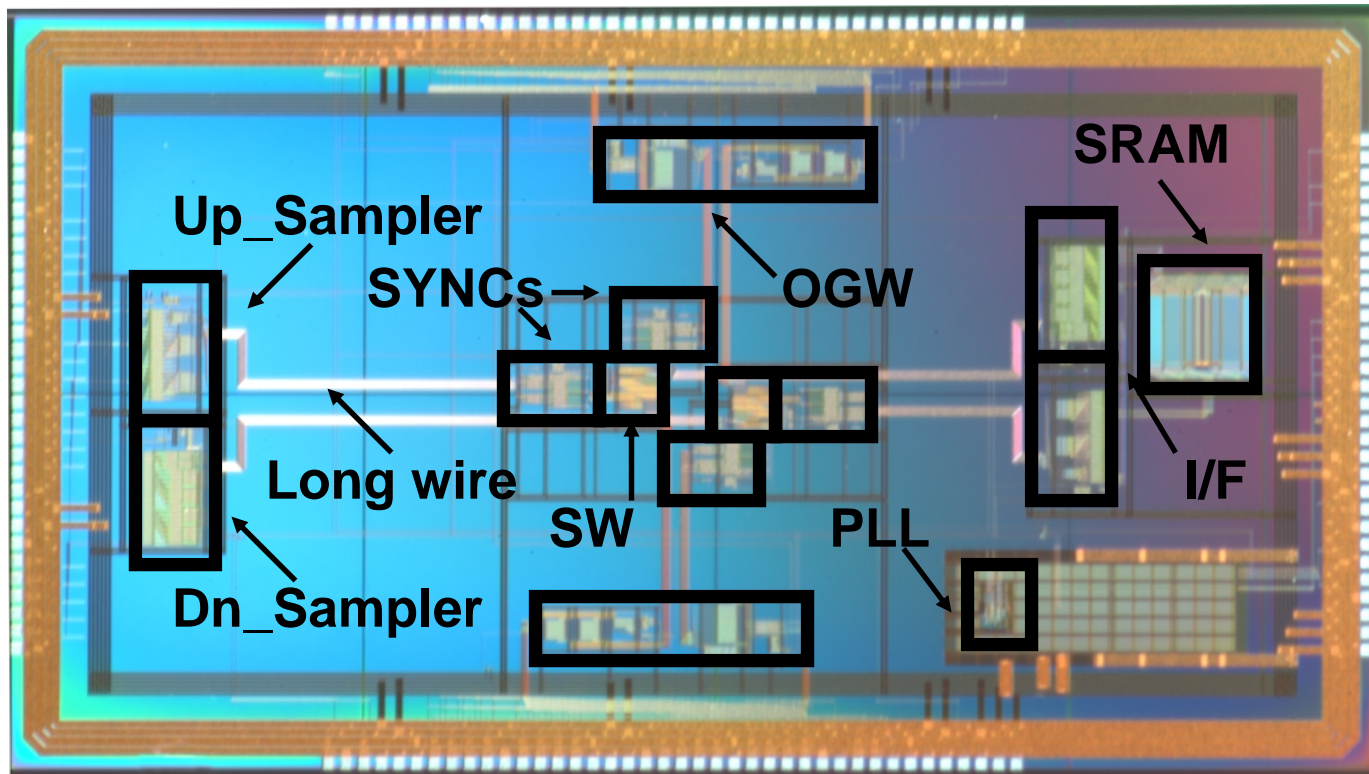 SRAM
Up_Sampler
SYNCs
OGW
Long wire
I/F
SW
PLL
Dn_Sampler